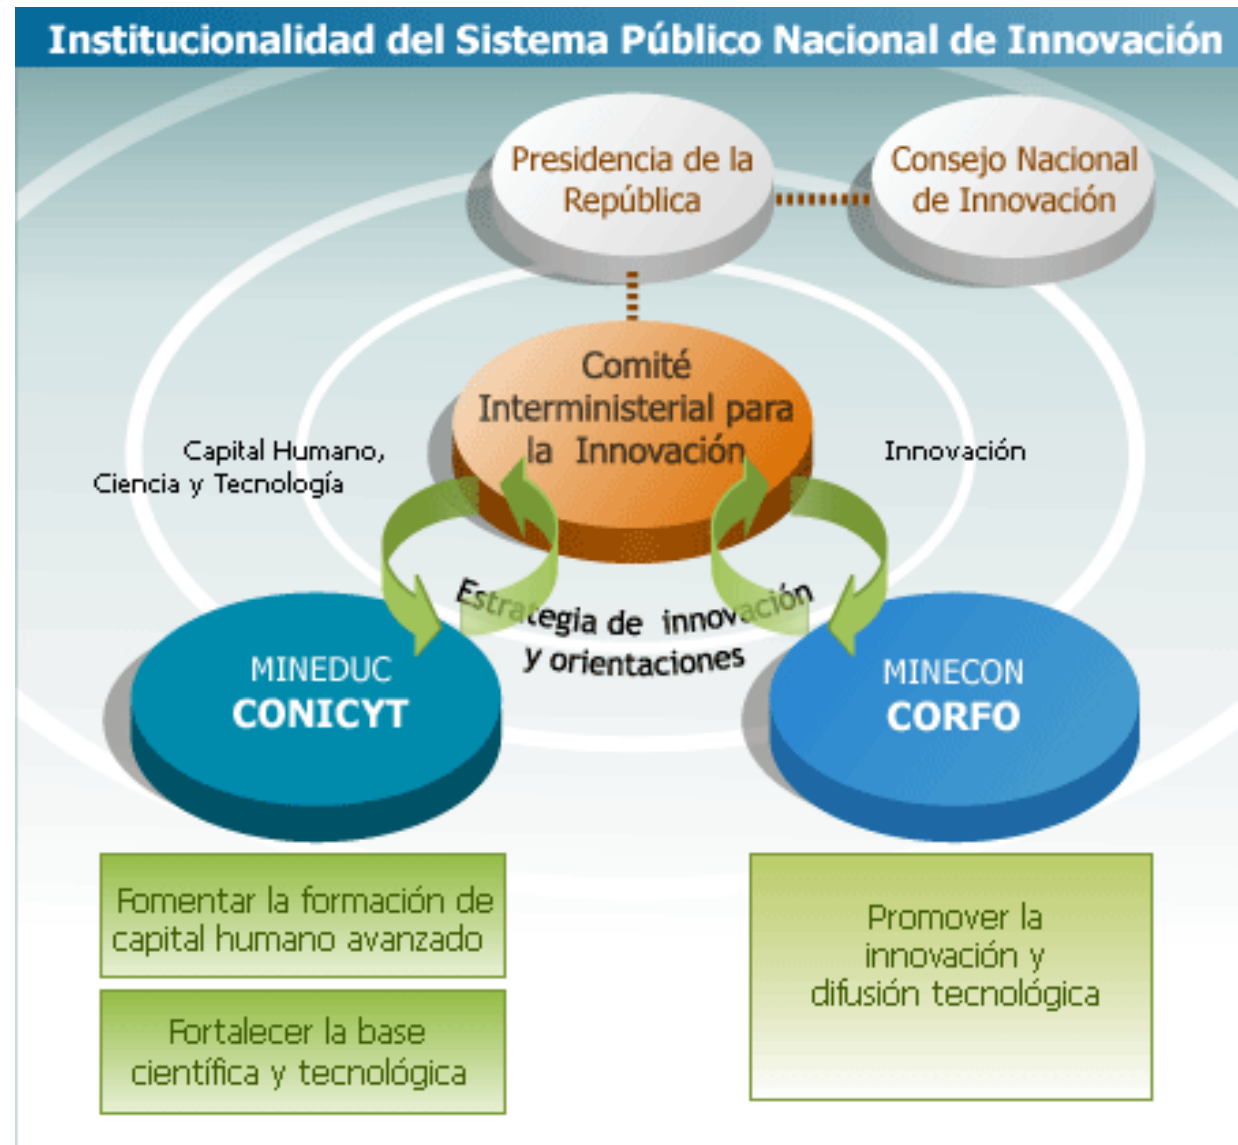 Institucionalidad del Sistema Público Nacional de Innovación
Presidencia de la
República
Consejo Nacional
de Innovación
Comité
Interministerial para
la Innovación
Capital Humano,
Ciencia y Tecnología
Innovación
Estrategia de innovación
y orientaciones
MINEDUC
CONICYT
MINECON
CORFO
Fomentar la formación de
capital humano avanzado
Fortalecer la base
científica y tecnológica
Promover la
innovación y
difusión tecnológica